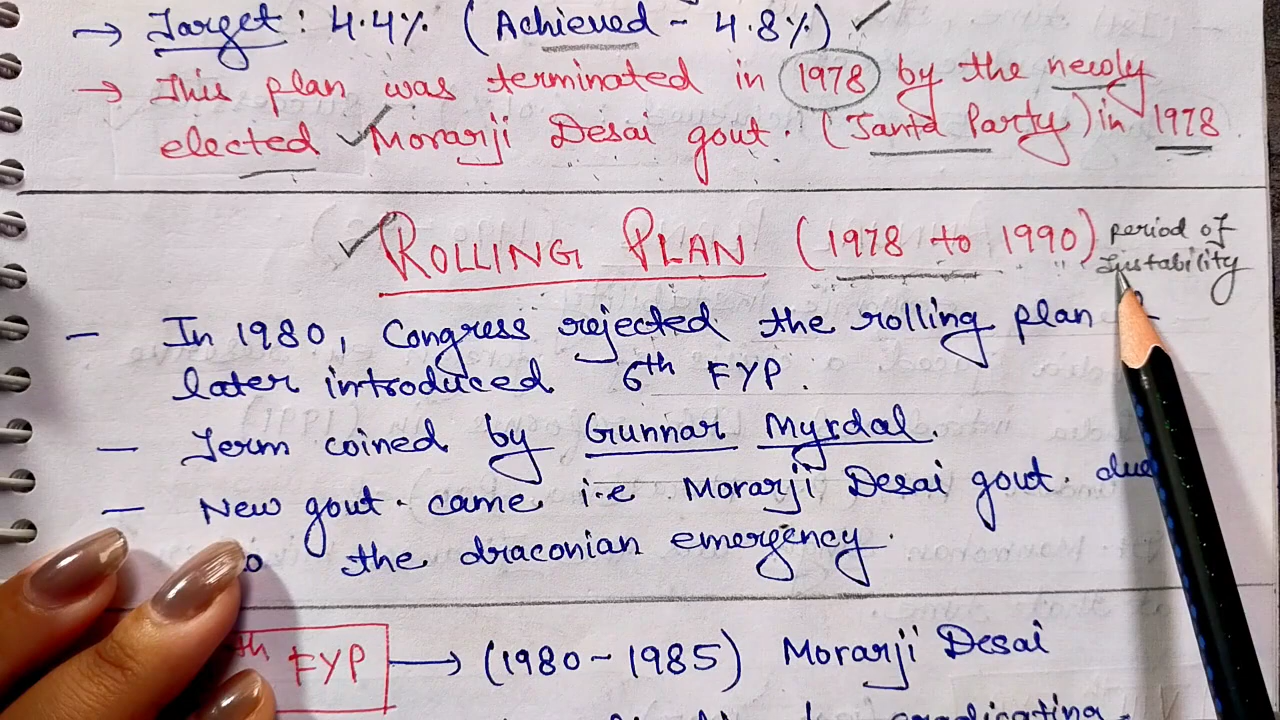 → Target: 4.4% (Achieved - 4.8%) ✓
→ This plan was terminated in 1978 by the newly
elected ✓ Morarji Desai govt. (Janta Party) in 1978
✓ ROLLING PLAN (1978 to 1990) period of
Instability
- In 1980, Congress rejected the rolling plan &
later introduced 6th FYP.
- Term coined by Gunnar Myrdal.
- New govt. came i.e Morarji Desai govt. due
to the draconian emergency.
th FYP → (1980-1985) Morarji Desai
eradicating